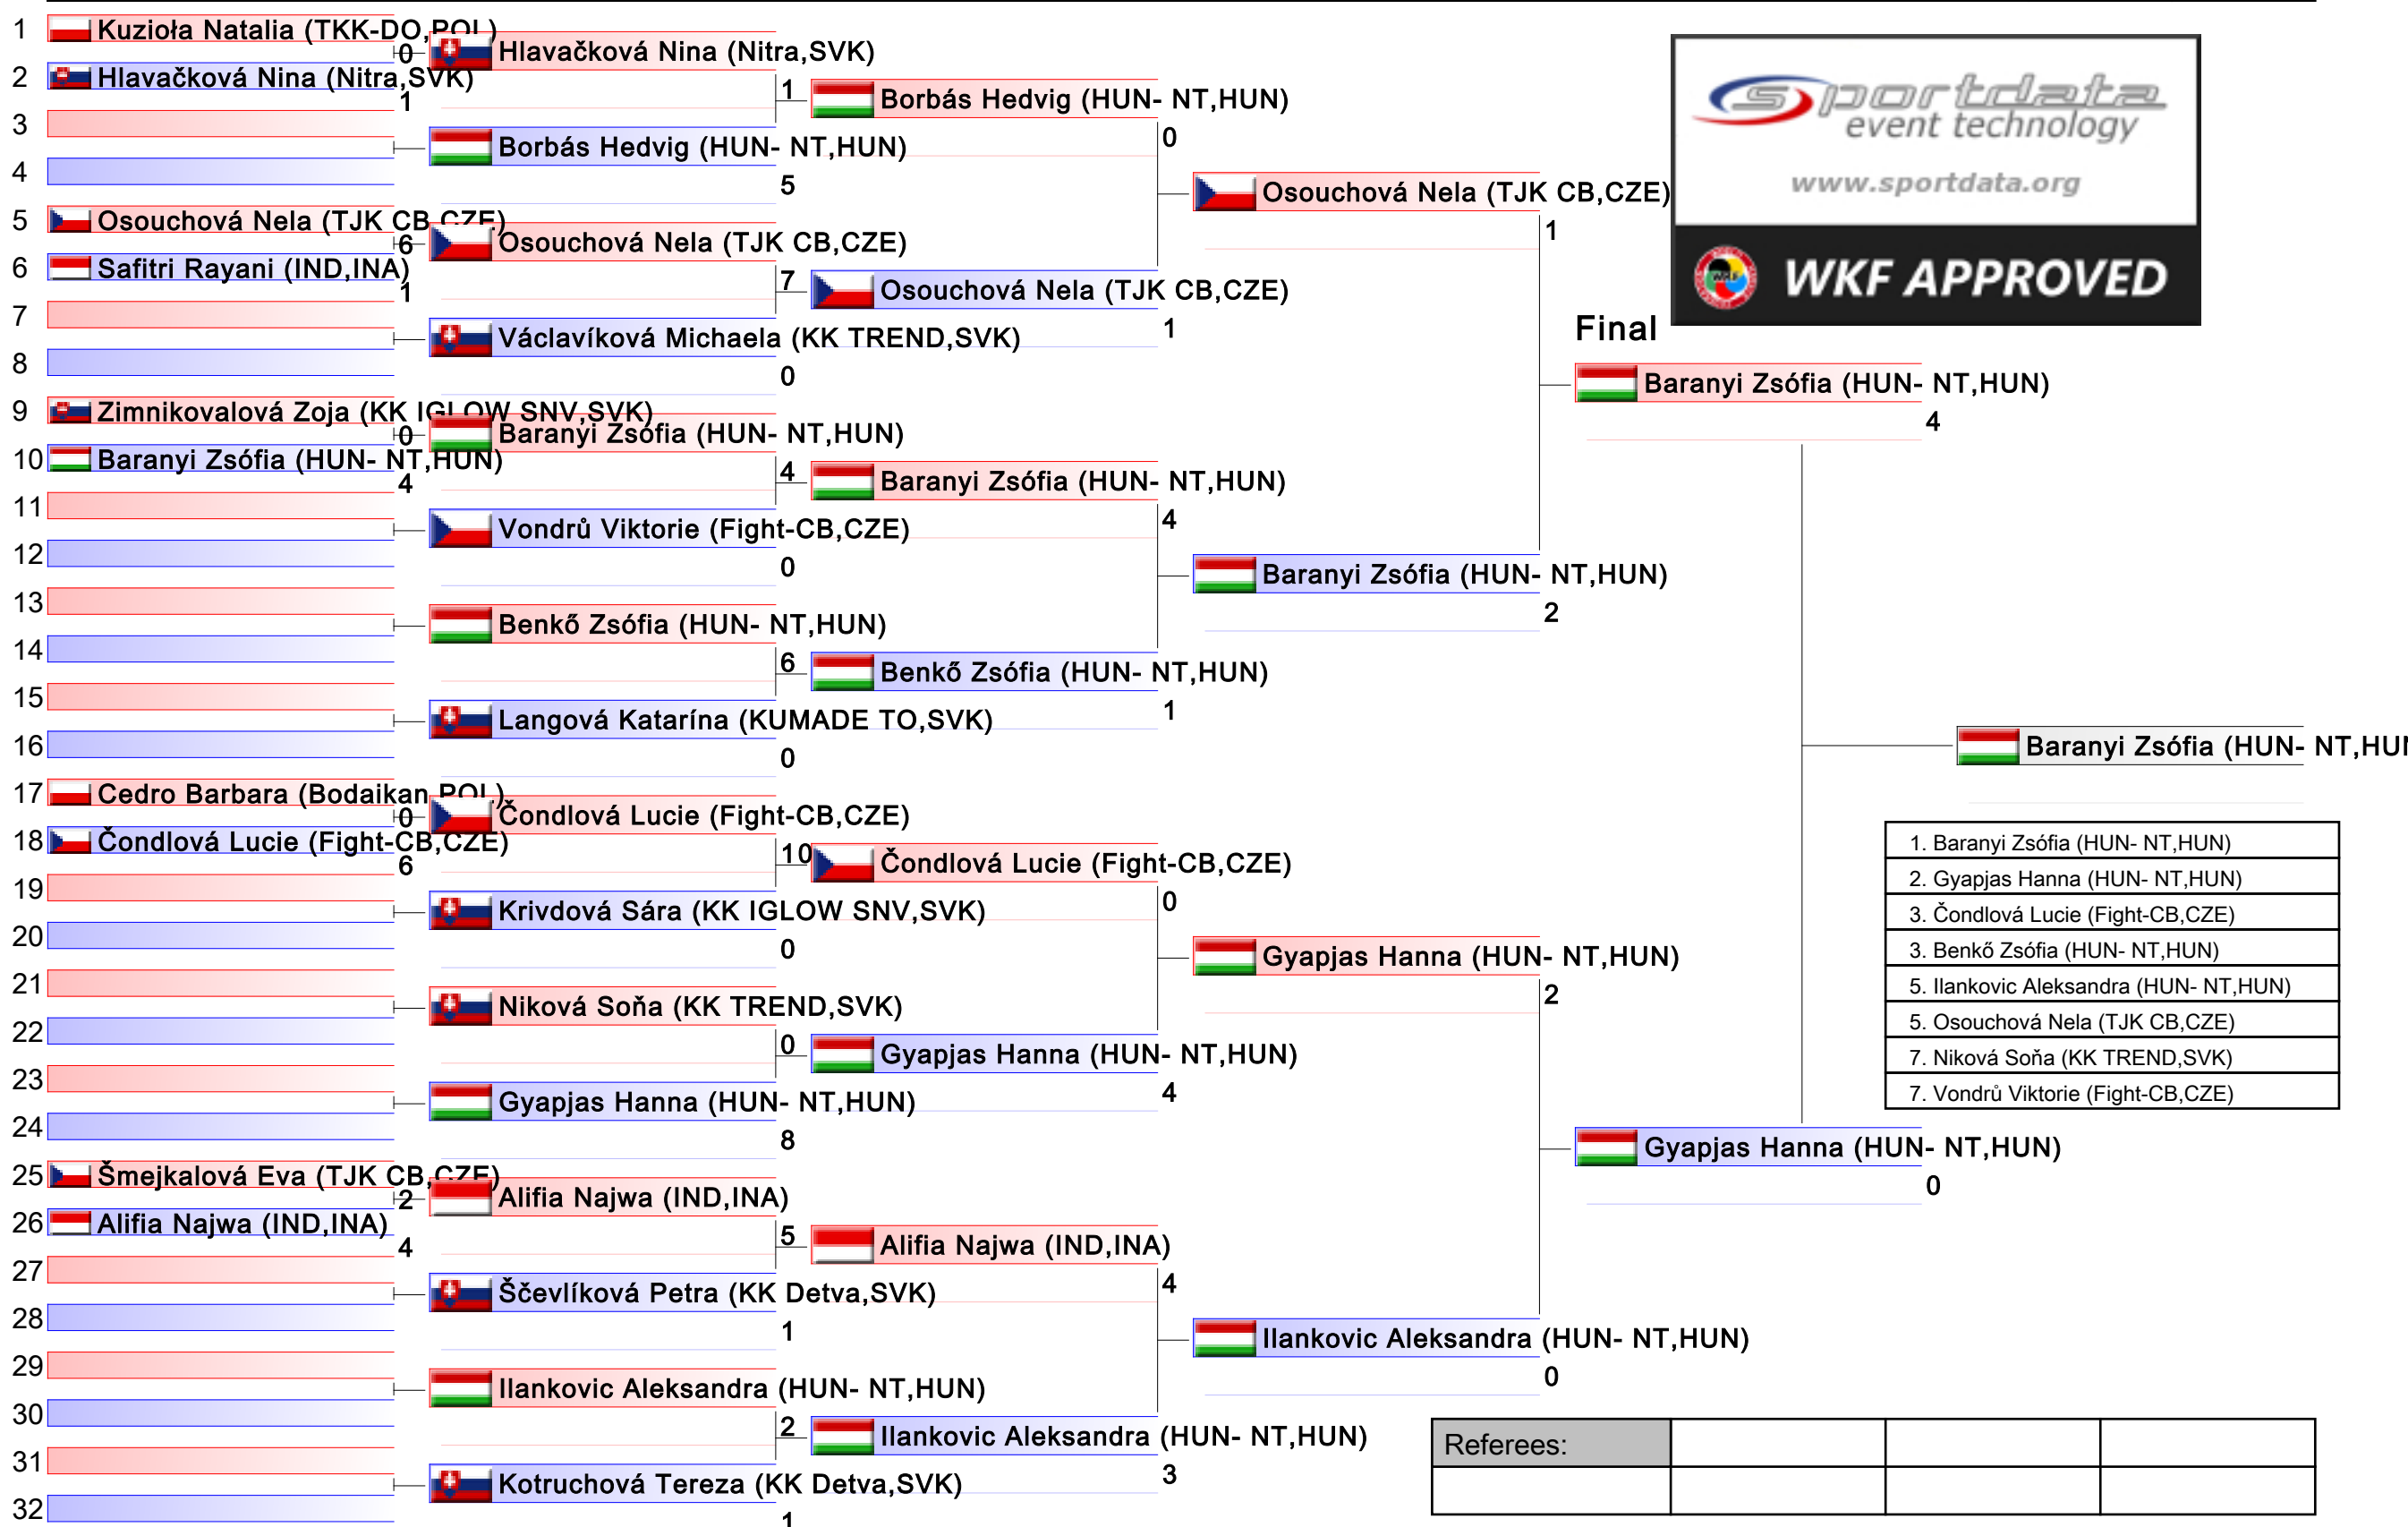 1 Kuzioła Natalia (TKK-DO,POL)
0
2 Hlavačková Nina (Nitra,SVK)
1
3
4
5 Osouchová Nela (TJK CB,CZE)
6
6 Safitri Rayani (IND,INA)
1
7
8
9 Zimnikovalová Zoja (KK IGLOW SNV,SVK)
0
10 Baranyi Zsófia (HUN- NT,HUN)
4
11
12
13
14
15
16
17 Cedro Barbara (Bodaikan,POL)
0
18 Čondlová Lucie (Fight-CB,CZE)
6
19
20
21
22
23
24
25 Šmejkalová Eva (TJK CB,CZE)
2
26 Alifia Najwa (IND,INA)
4
27
28
29
30
31
32
Hlavačková Nina (Nitra,SVK)
1
Borbás Hedvig (HUN- NT,HUN)
5
Osouchová Nela (TJK CB,CZE)
7
Václavíková Michaela (KK TREND,SVK)
0
Baranyi Zsófia (HUN- NT,HUN)
4
Vondrů Viktorie (Fight-CB,CZE)
0
Benkő Zsófia (HUN- NT,HUN)
6
Langová Katarína (KUMADE TO,SVK)
0
Čondlová Lucie (Fight-CB,CZE)
10
Krivdová Sára (KK IGLOW SNV,SVK)
0
Niková Soňa (KK TREND,SVK)
0
Gyapjas Hanna (HUN- NT,HUN)
8
Alifia Najwa (IND,INA)
5
Ščevlíková Petra (KK Detva,SVK)
1
Ilankovic Aleksandra (HUN- NT,HUN)
2
Kotruchová Tereza (KK Detva,SVK)
1
Borbás Hedvig (HUN- NT,HUN)
0
Osouchová Nela (TJK CB,CZE)
1
Baranyi Zsófia (HUN- NT,HUN)
4
Benkő Zsófia (HUN- NT,HUN)
1
Čondlová Lucie (Fight-CB,CZE)
0
Gyapjas Hanna (HUN- NT,HUN)
4
Alifia Najwa (IND,INA)
4
Ilankovic Aleksandra (HUN- NT,HUN)
3
Osouchová Nela (TJK CB,CZE)
1
Baranyi Zsófia (HUN- NT,HUN)
2
Gyapjas Hanna (HUN- NT,HUN)
2
Ilankovic Aleksandra (HUN- NT,HUN)
0
Final
Baranyi Zsófia (HUN- NT,HUN)
4
Gyapjas Hanna (HUN- NT,HUN)
0
Baranyi Zsófia (HUN- NT,HUN
sportdata
event technology
www.sportdata.org
WKF
WKF APPROVED
1. Baranyi Zsófia (HUN- NT,HUN)
2. Gyapjas Hanna (HUN- NT,HUN)
3. Čondlová Lucie (Fight-CB,CZE)
3. Benkő Zsófia (HUN- NT,HUN)
5. Ilankovic Aleksandra (HUN- NT,HUN)
5. Osouchová Nela (TJK CB,CZE)
7. Niková Soňa (KK TREND,SVK)
7. Vondrů Viktorie (Fight-CB,CZE)
Referees: